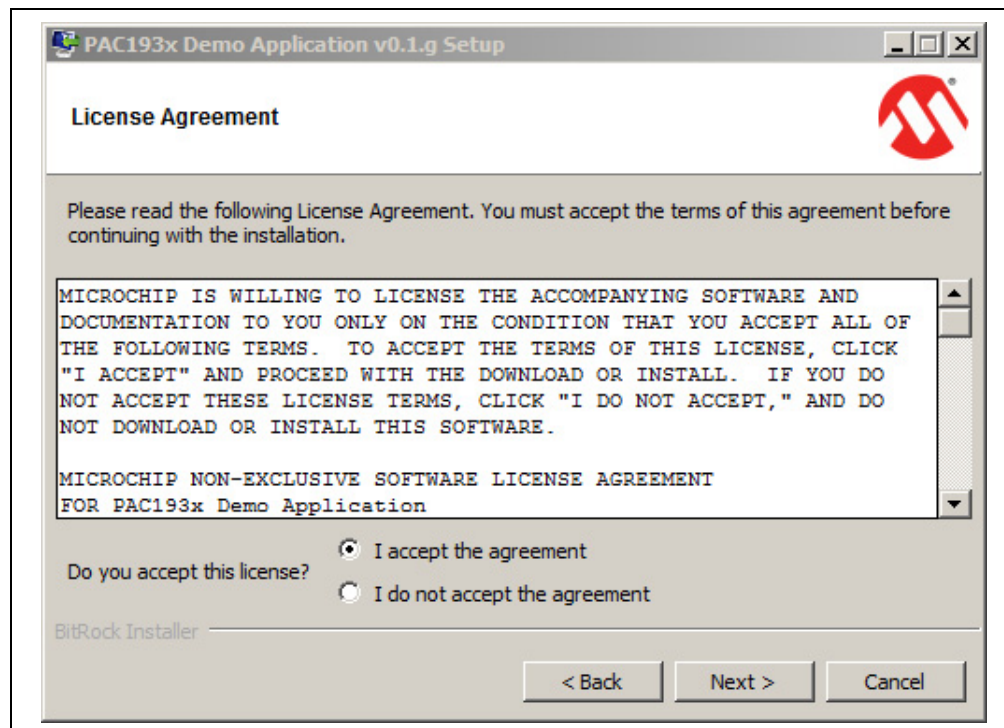 PAC193x Demo Application v0.1.g Setup
License Agreement
Please read the following License Agreement. You must accept the terms of this agreement before
continuing with the installation.
MICROCHIP IS WILLING TO LICENSE THE ACCOMPANYING SOFTWARE AND
DOCUMENTATION TO YOU ONLY ON THE CONDITION THAT YOU ACCEPT ALL OF
THE FOLLOWING TERMS.  TO ACCEPT THE TERMS OF THIS LICENSE, CLICK
"I ACCEPT" AND PROCEED WITH THE DOWNLOAD OR INSTALL.  IF YOU DO
NOT ACCEPT THESE LICENSE TERMS, CLICK "I DO NOT ACCEPT," AND DO
NOT DOWNLOAD OR INSTALL THIS SOFTWARE.
MICROCHIP NON-EXCLUSIVE SOFTWARE LICENSE AGREEMENT
FOR PAC193x Demo Application
Do you accept this license?
I accept the agreement
I do not accept the agreement
BitRock Installer
< Back
Next >
Cancel